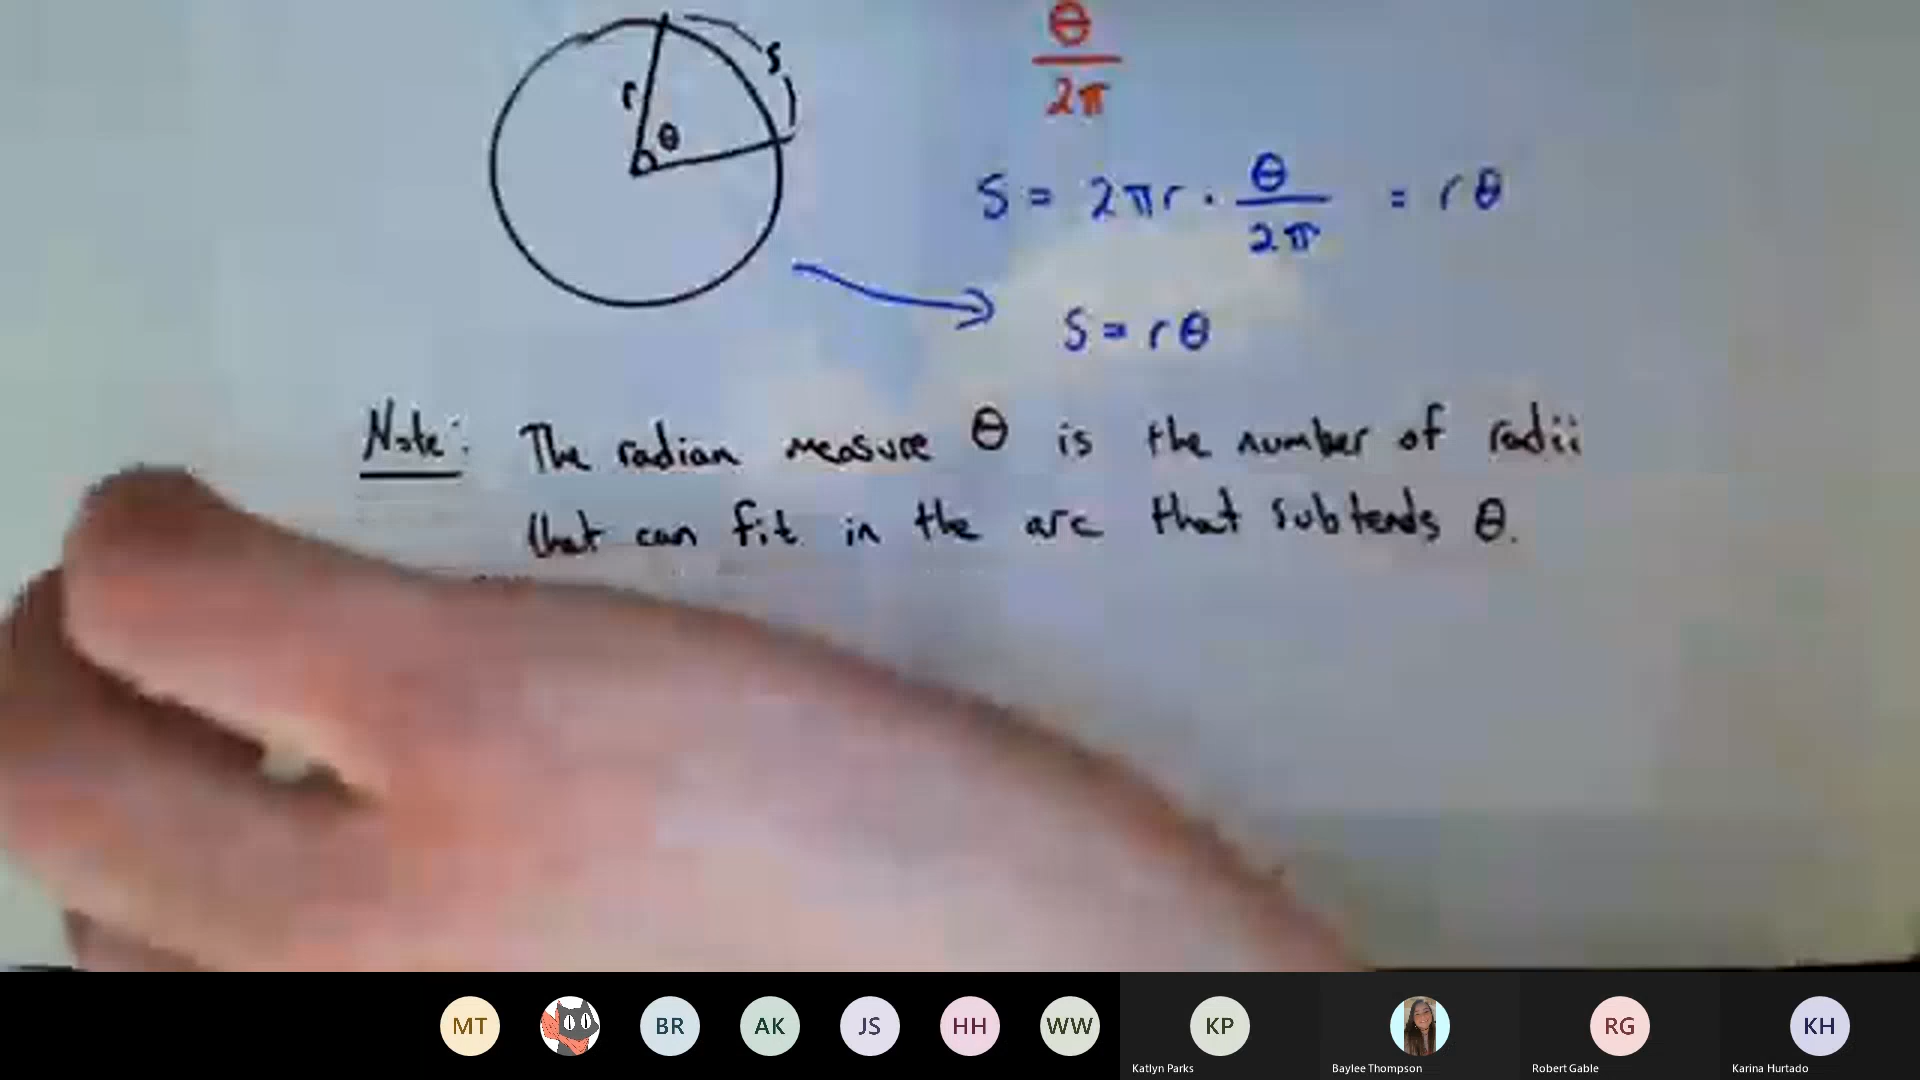 r
θ
s
θ
2π
S = 2πr · θ/2π = rθ
S = rθ
Note: The radian measure θ is the number of radii
that can fit in the arc that subtends θ.
MT
BR
AK
JS
HH
WW
KP
RG
KH
Katlyn Parks
Baylee Thompson
Robert Gable
Karina Hurtado